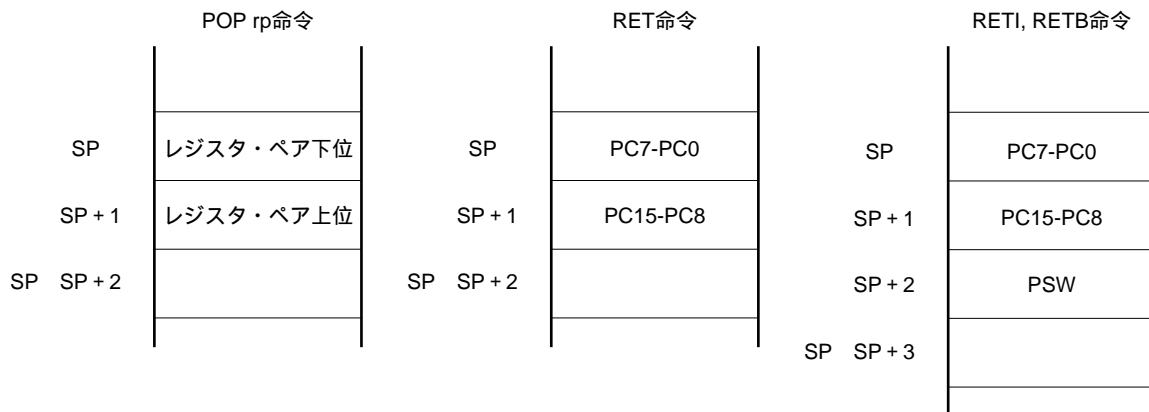 POP rp命令
SP レジスタ・ペア下位
SP + 1 レジスタ・ペア上位
SP SP + 2
RET命令
SP PC7-PC0
SP + 1 PC15-PC8
SP SP + 2
RETI, RETB命令
SP PC7-PC0
SP + 1 PC15-PC8
SP + 2 PSW
SP SP + 3